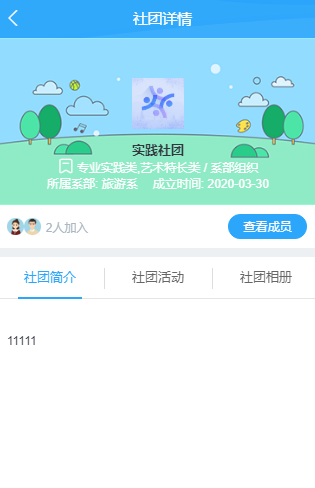 社团详情
实践社团
专业实践类,艺术特长类 / 系部组织
所属系部: 旅游系 成立时间: 2020-03-30
2人加入 查看成员
社团简介 社团活动 社团相册
11111